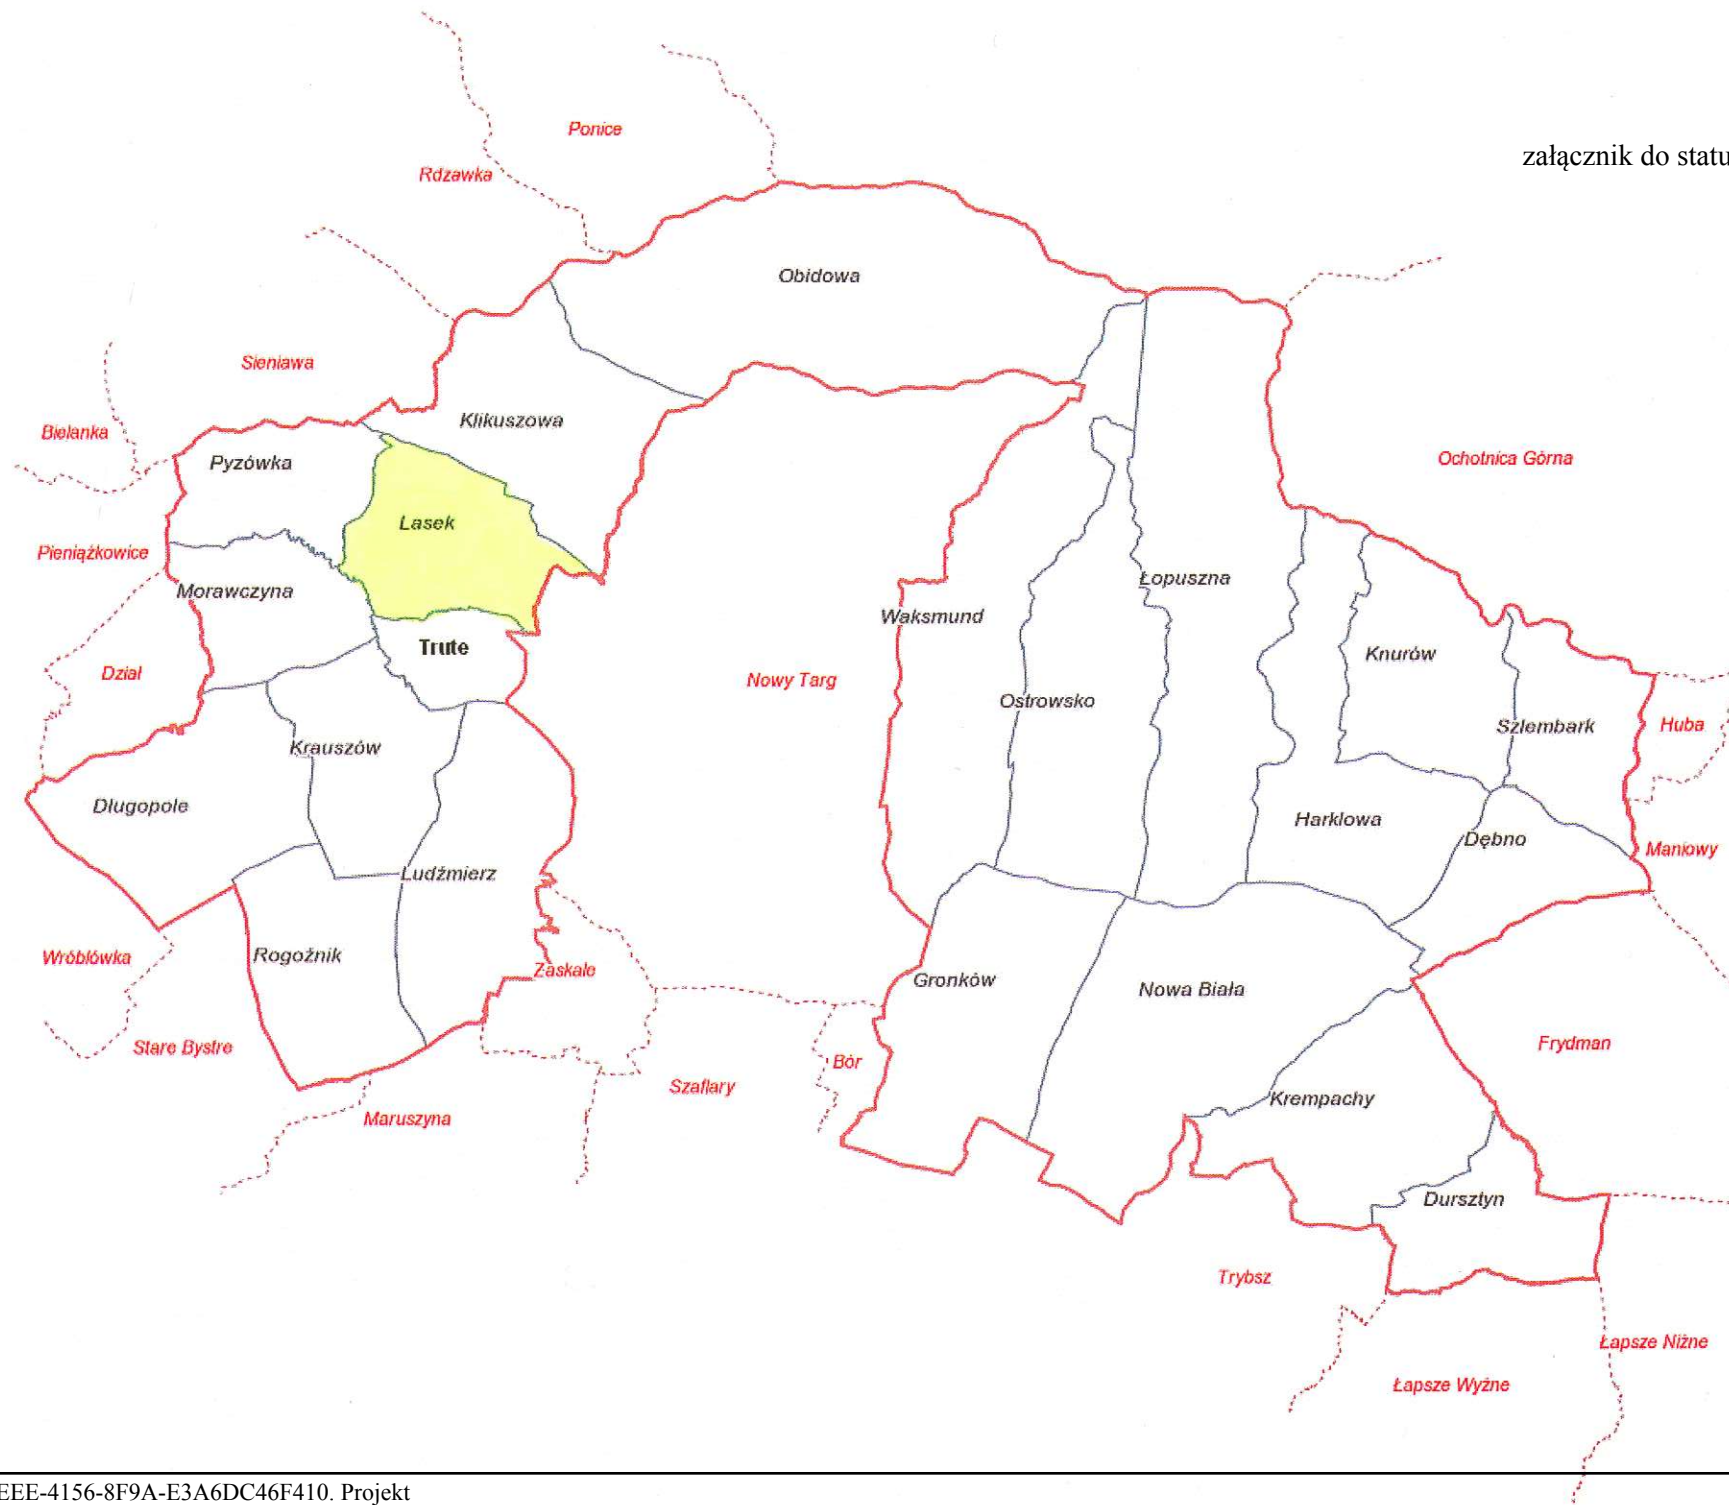 Ponice
załącznik do statu
Rdzawka
Obidowa
Sieniawa
Klikuszowa
Bielanka
Pyzówka
Ochotnica Górna
Lasek
Pieniążkowice
Łopuszna
Morawczyna
Waksmund
Trute
Knurów
Dział
Nowy Targ
Ostrowsko
Szlembark
Huba
Krauszów
Długopole
Harklowa
Dębno
Maniowy
Ludźmierz
Wróblówka
Rogoźnik
Zaskale
Gronków
Nowa Biała
Stare Bystre
Frydman
Bór
Szaflary
Krempachy
Maruszyna
Dursztyn
Trybsz
Łapsze Niżne
Łapsze Wyżne
EEE-4156-8F9A-E3A6DC46F410. Projekt